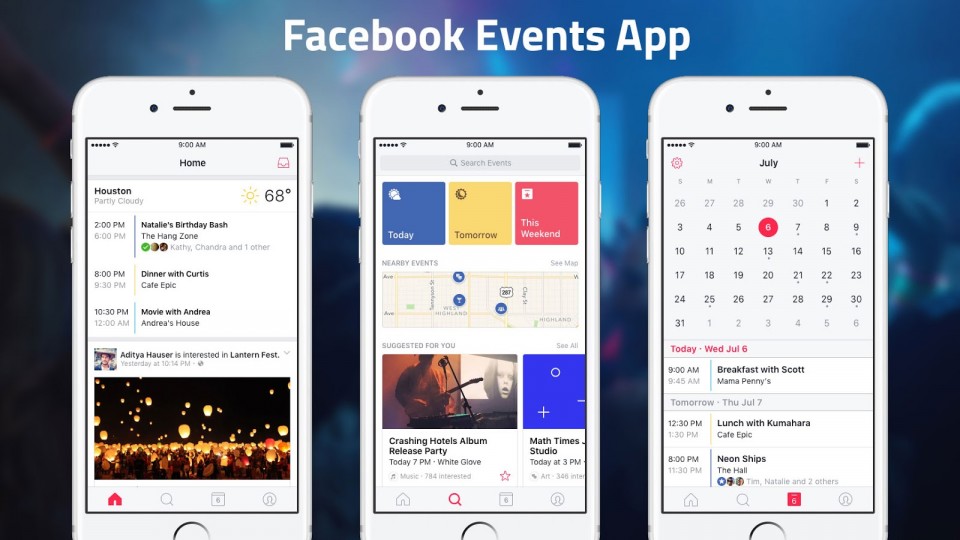 Facebook Events App
9:00 AM
Home
Houston
Partly Cloudy
68°
2:00 PM Natalie's Birthday Bash
6:00 PM The Hang Zone
Kathy, Chandra and 1 other
8:00 PM Dinner with Curtis
9:30 PM Cafe Epic
10:30 PM Movie with Andrea
12:00 AM Andrea's House
Aditya Hauser is interested in Lantern Fest.
Yesterday at 10:14 PM ·
6
9:00 AM
Search Events
Today
Tomorrow
This
Weekend
NEARBY EVENTS See Map
Ave
Tennyson St
287
Clay St
WEST
HIGHLAND
HIGHLAND
Ave
SUGGESTED FOR YOU See All
Crashing Hotels Album
Release Party
Today 7 PM · White Glove
Music · 784 interested
Math Times J
Studio
Today at 3 PM
Art · 346 inter
6
9:00 AM
July
S M T W T F S
26 27 28 29 30 1 2
3 4 5 6 7 8 9
10 11 12 13 14 15 16
17 18 19 20 21 22 23
24 25 26 27 28 29 30
31 1 2 3 4 5 6
Today · Wed Jul 6
9:00 AM Breakfast with Scott
9:45 AM Mama Penny's
Tomorrow · Thu Jul 7
12:30 PM Lunch with Kumahara
1:30 PM Cafe Epic
8:00 PM Neon Ships
11:30 PM The Hall
Tim, Natalie and 2 others
6